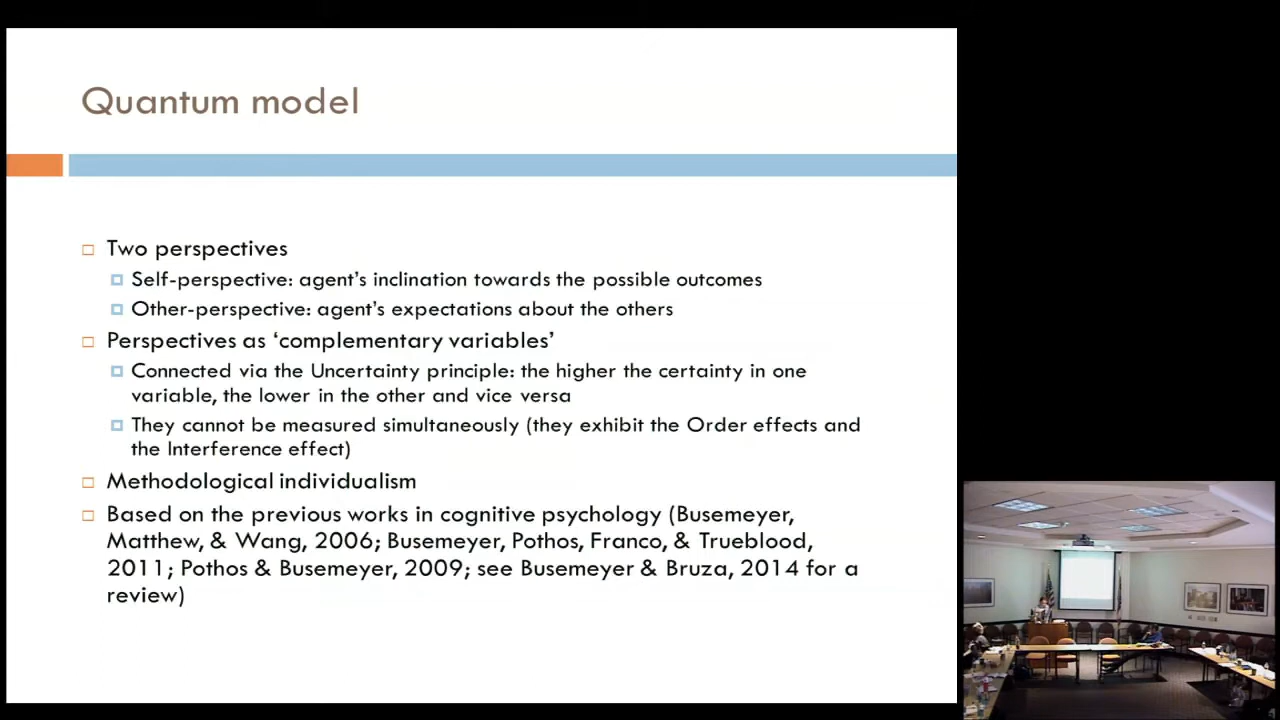 Quantum model
Two perspectives
Self-perspective: agent's inclination towards the possible outcomes
Other-perspective: agent's expectations about the others
Perspectives as ‘complementary variables’
Connected via the Uncertainty principle: the higher the certainty in one
variable, the lower in the other and vice versa
They cannot be measured simultaneously (they exhibit the Order effects and
the Interference effect)
Methodological individualism
Based on the previous works in cognitive psychology (Busemeyer,
Matthew, & Wang, 2006; Busemeyer, Pothos, Franco, & Trueblood,
2011; Pothos & Busemeyer, 2009; see Busemeyer & Bruza, 2014 for a
review)